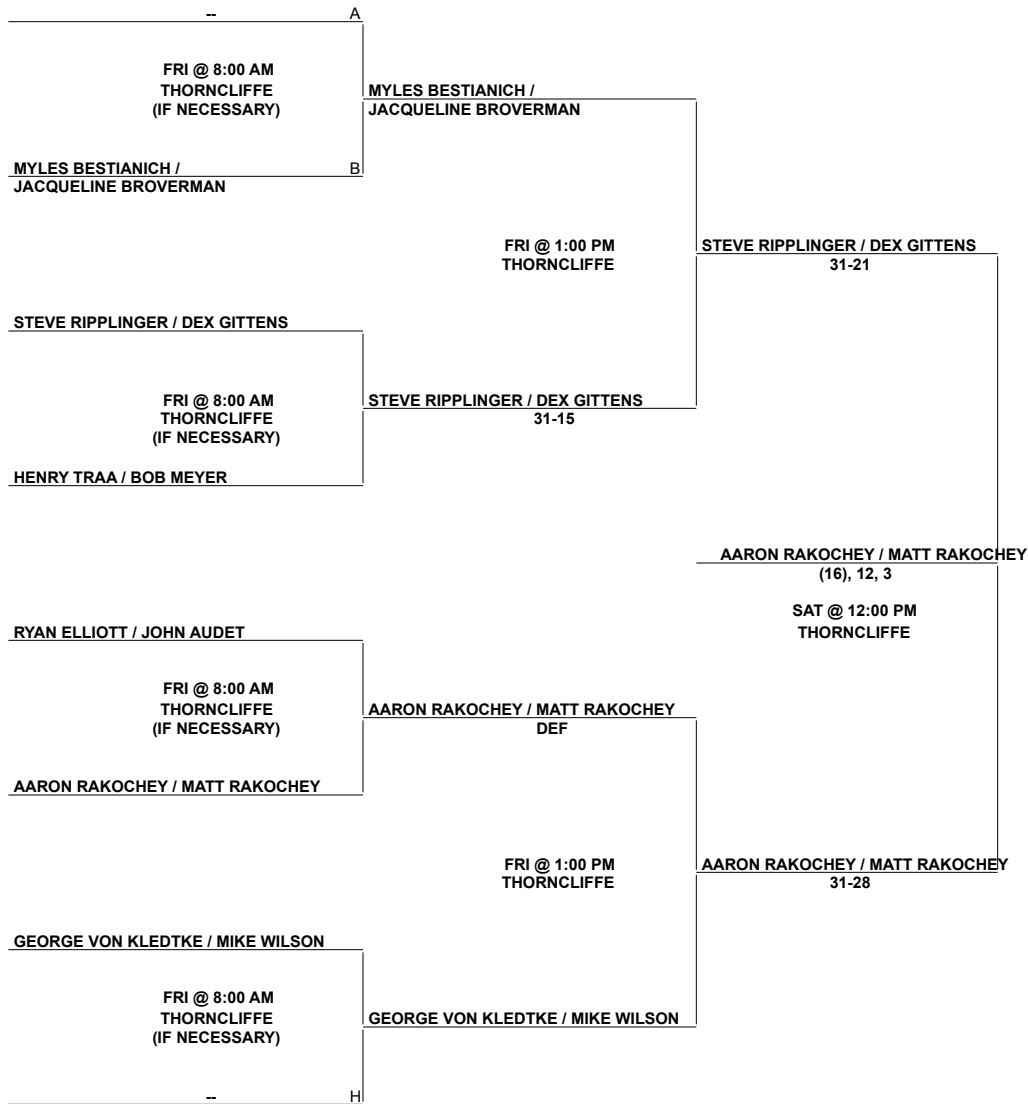 -- A
FRI @ 8:00 AM
THORNCLIFFE
(IF NECESSARY)
MYLES BESTIANICH /
JACQUELINE BROVERMAN
MYLES BESTIANICH / B
JACQUELINE BROVERMAN
FRI @ 1:00 PM
THORNCLIFFE
STEVE RIPPLINGER / DEX GITTENS
31-21
STEVE RIPPLINGER / DEX GITTENS
FRI @ 8:00 AM
THORNCLIFFE
(IF NECESSARY)
STEVE RIPPLINGER / DEX GITTENS
31-15
HENRY TRAA / BOB MEYER
AARON RAKOCHEY / MATT RAKOCHEY
(16), 12, 3
SAT @ 12:00 PM
THORNCLIFFE
RYAN ELLIOTT / JOHN AUDET
FRI @ 8:00 AM
THORNCLIFFE
(IF NECESSARY)
AARON RAKOCHEY / MATT RAKOCHEY
DEF
AARON RAKOCHEY / MATT RAKOCHEY
FRI @ 1:00 PM
THORNCLIFFE
AARON RAKOCHEY / MATT RAKOCHEY
31-28
GEORGE VON KLEDTKE / MIKE WILSON
FRI @ 8:00 AM
THORNCLIFFE
(IF NECESSARY)
GEORGE VON KLEDTKE / MIKE WILSON
-- H